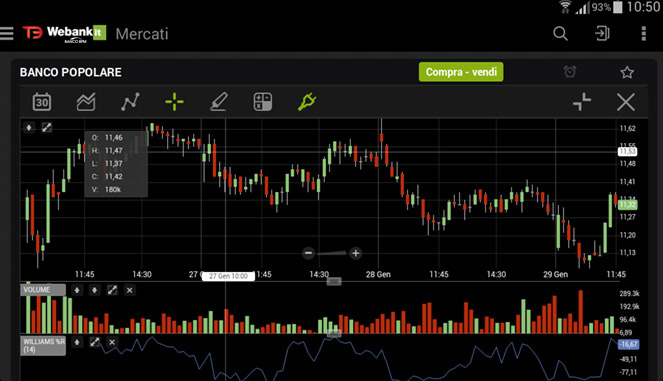 93% 10:50
T3 Webank.it Mercati
BANCO BPM
BANCO POPOLARE Compra - vendi
30
O: 11,46
H: 11,47
L: 11,37
C: 11,42
V: 180k
11,62
11,53
11,48
11,41
11,34
11,32
11,27
11,20
11,13
11:45 14:30 27 G 27 Gen 10:00 11:45 14:30 28 Gen 11:45 14:30 29 Gen 11:45
VOLUME
289.3k
192.9k
96.4k
6,89
WILLIAMS %R
(14)
-16,67
-49,11
-77,11